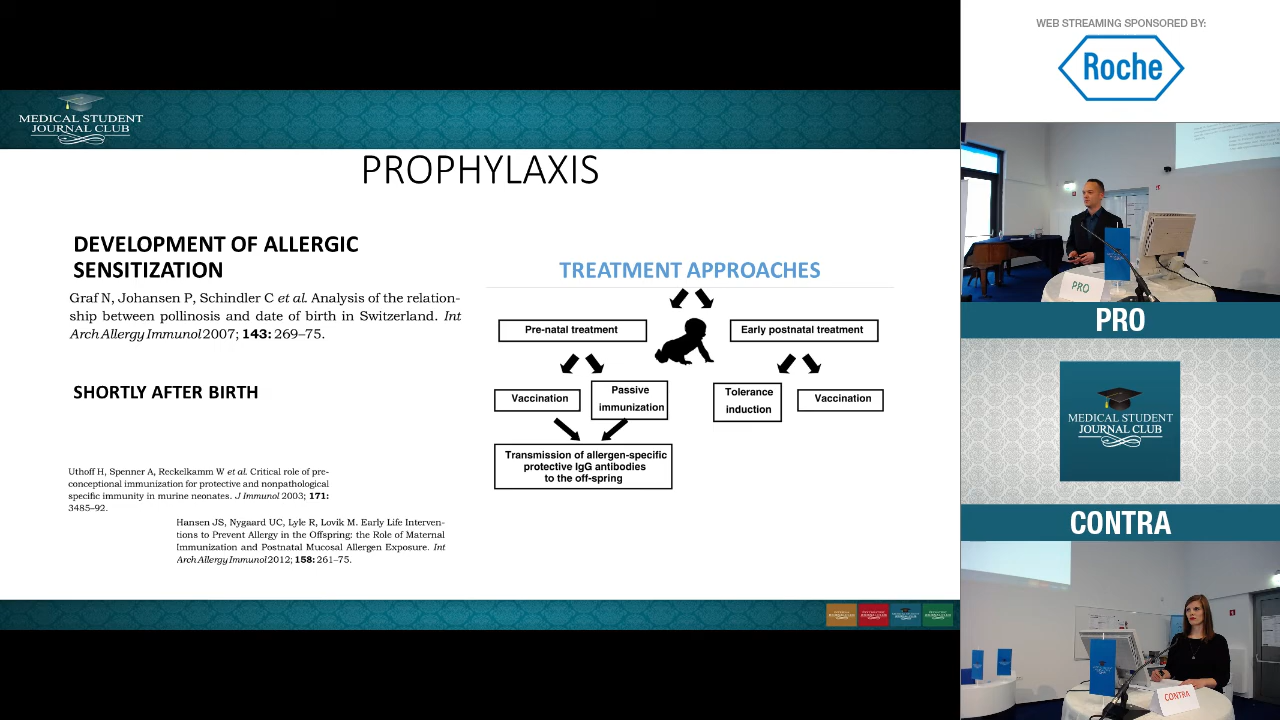 MEDICAL STUDENT
JOURNAL CLUB
PROPHYLAXIS
DEVELOPMENT OF ALLERGIC
SENSITIZATION
Graf N, Johansen P, Schindler C et al. Analysis of the relation-
ship between pollinosis and date of birth in Switzerland. Int
Arch Allergy Immunol 2007; 143: 269–75.
SHORTLY AFTER BIRTH
Uthoff H, Spenner A, Reckelkamm W et al. Critical role of pre-
conceptional immunization for protective and nonpathological
specific immunity in murine neonates. J Immunol 2003; 171:
3485–92.
Hansen JS, Nygaard UC, Lyle R, Lovik M. Early Life Interven-
tions to Prevent Allergy in the Offspring: the Role of Maternal
Immunization and Postnatal Mucosal Allergen Exposure. Int
Arch Allergy Immunol 2012; 158: 261–75.
TREATMENT APPROACHES
Pre-natal treatment
Early postnatal treatment
Vaccination
Passive
immunization
Tolerance
induction
Vaccination
Transmission of allergen-specific
protective IgG antibodies
to the off-spring
WEB STREAMING SPONSORED BY:
Roche
PRO
PRO
MEDICAL STUDENT
JOURNAL CLUB
CONTRA
CONTRA